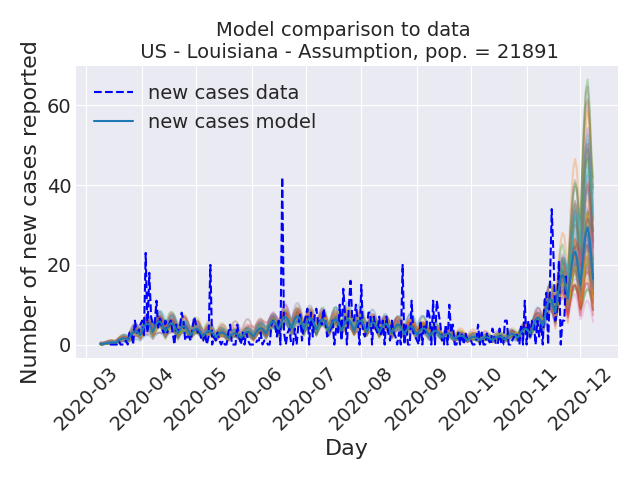 Model comparison to data
US - Louisiana - Assumption, pop. = 21891
Number of new cases reported
new cases data
new cases model
60
40
20
0
2020-03
2020-04
2020-05
2020-06
2020-07
2020-08
2020-09
2020-10
2020-11
2020-12
Day